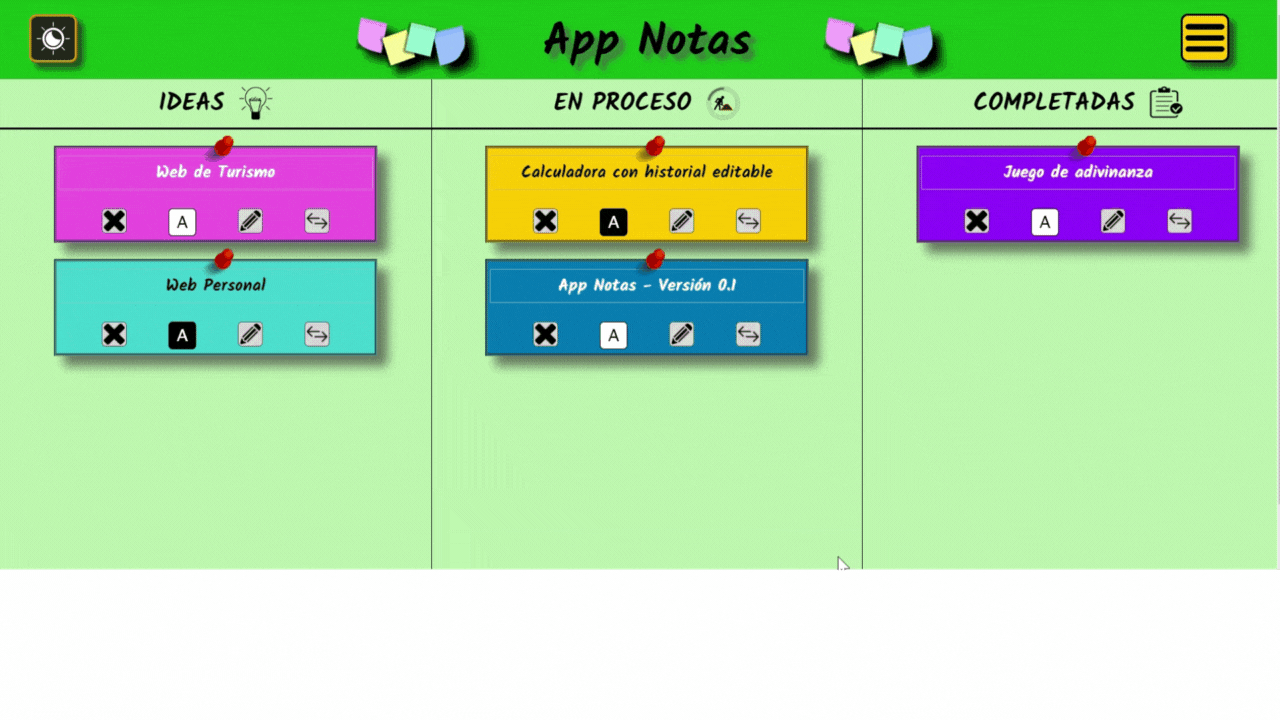 App Notas
IDEAS
EN PROCESO
COMPLETADAS
Web de Turismo
A
Web Personal
A
Calculadora con historial editable
A
App Notas - Versión 0.1
A
Juego de adivinanza
A